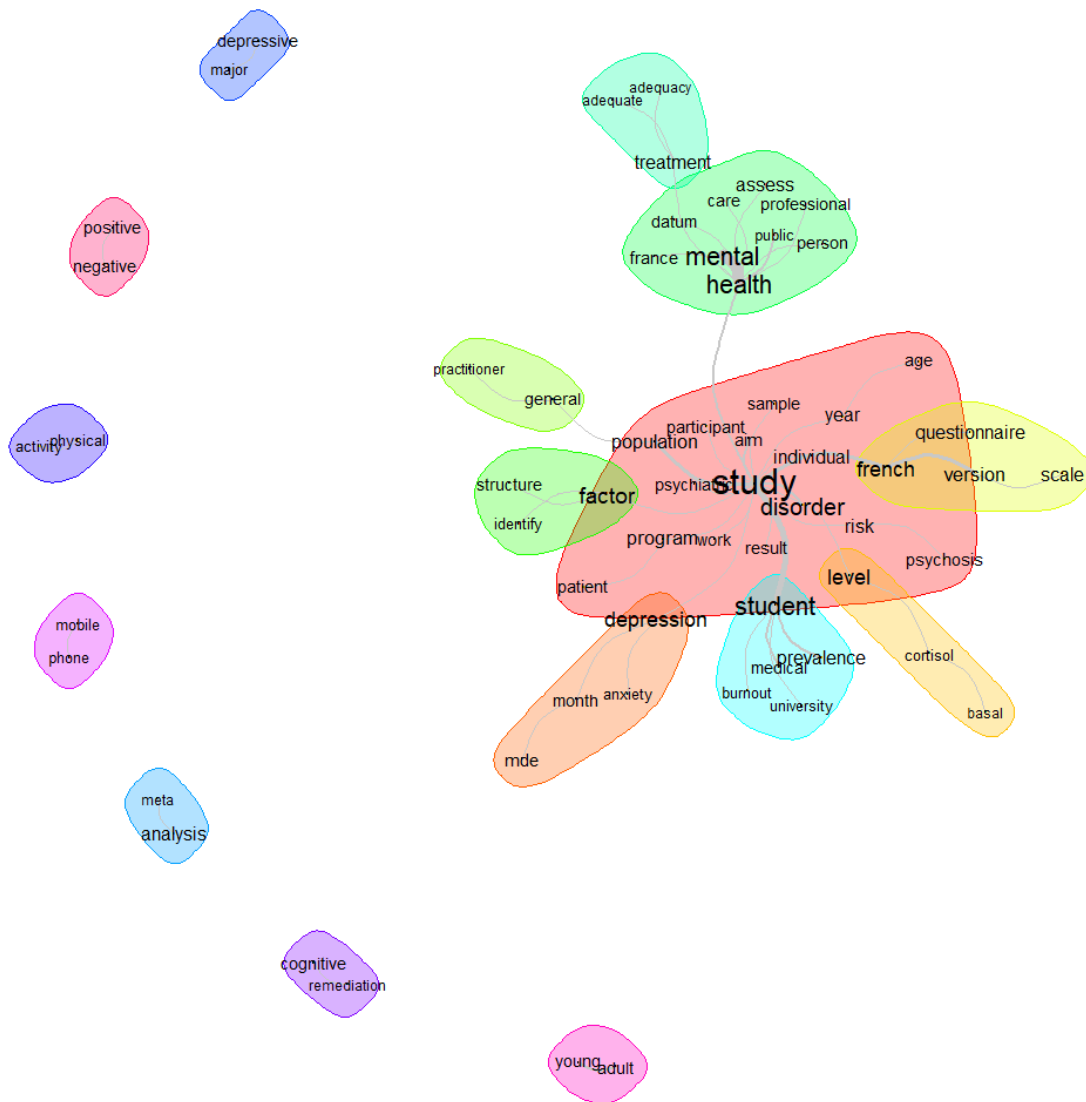 depressive
major
adequacy
adequate
treatment
assess
care
professional
datum
public
person
france
mental
health
positive
negative
practitioner
general
age
sample
year
participant
population
aim
questionnaire
individual
french
version
scale
activity
physical
structure
psychiatric
study
factor
disorder
identify
risk
program
work
result
psychosis
patient
level
depression
student
mobile
phone
cortisol
prevalence
medical
burnout
university
anxiety
month
basal
mde
meta
analysis
cognitive
remediation
young
adult